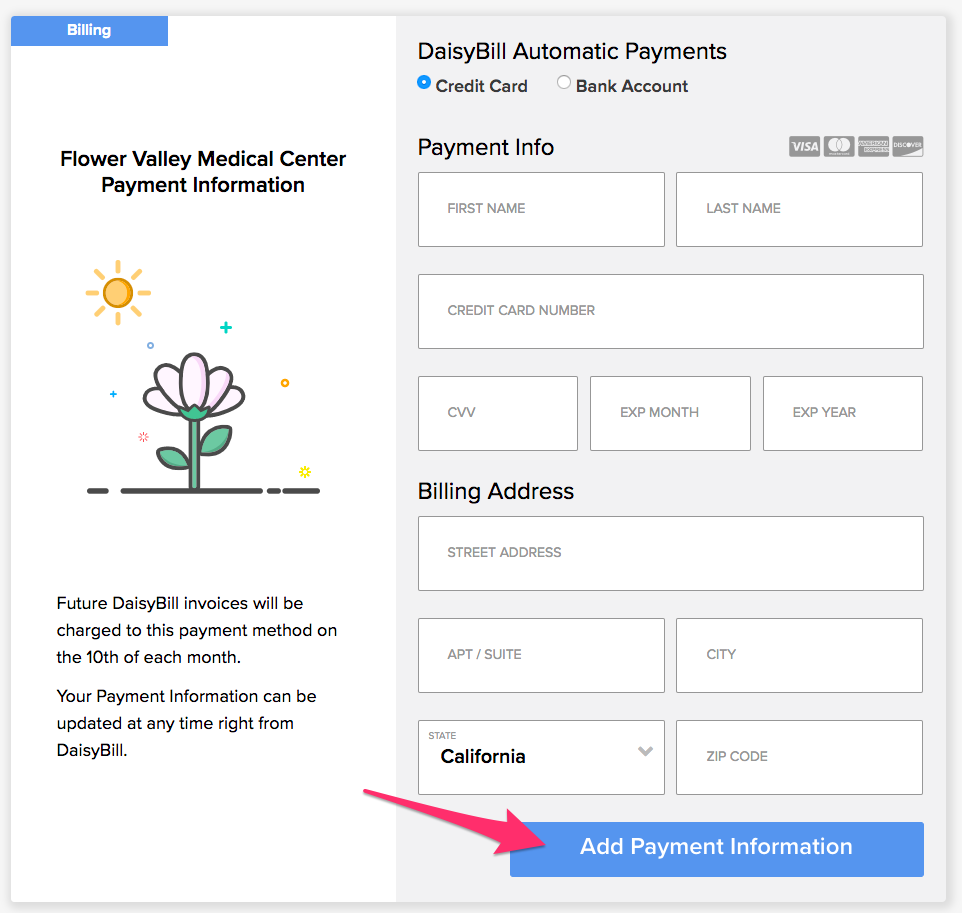 Billing
Flower Valley Medical Center
Payment Information
Future DaisyBill invoices will be
charged to this payment method on
the 10th of each month.
Your Payment Information can be
updated at any time right from
DaisyBill.
DaisyBill Automatic Payments
Credit Card Bank Account
Payment Info VISA MasterCard AMERICAN EXPRESS DISCOVER
FIRST NAME LAST NAME
CREDIT CARD NUMBER
CVV EXP MONTH EXP YEAR
Billing Address
STREET ADDRESS
APT / SUITE CITY
STATE
California ZIP CODE
Add Payment Information